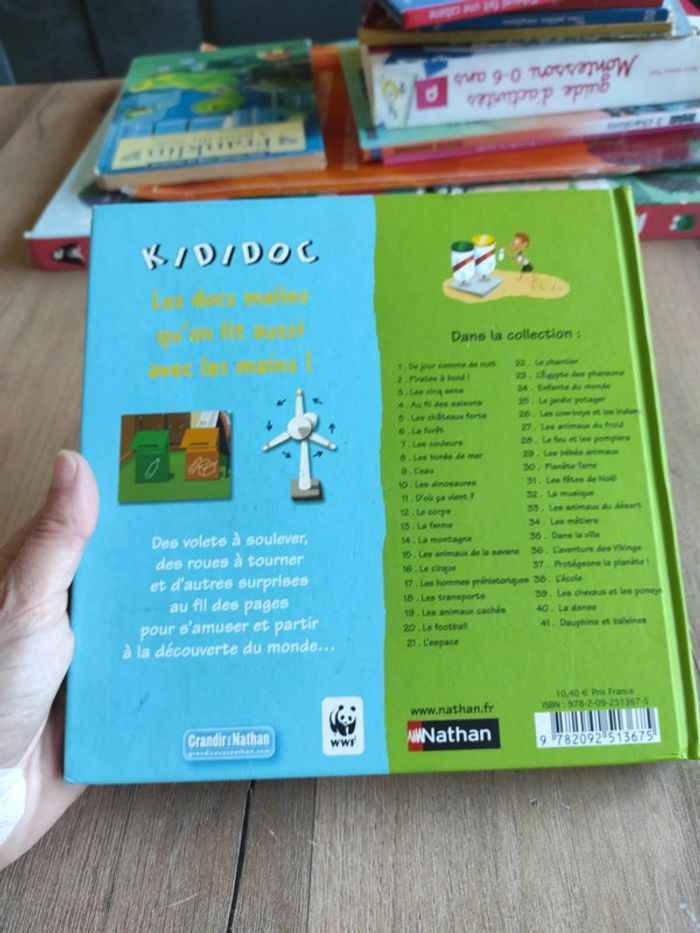 fait une cabane
guide d'activités
Montessori 0-6 ans
3 chardons
Franklin
KIDIDOC
Les docs malins
qu'on lit aussi
avec les mains !
Des volets à soulever,
des roues à tourner
et d'autres surprises
au fil des pages
pour s'amuser et partir
à la découverte du monde...
Grandir avec Nathan
grandiravecnathan.com
WWF
Dans la collection :
1 . De jour comme de nuit
2 . Pirates à bord !
3 . Les cinq sens
4 . Au fil des saisons
5 . Les châteaux forts
6 . La forêt
7 . Les couleurs
8 . Les bords de mer
9 . L'eau
10 . Les dinosaures
11 . D'où ça vient ?
12 . Le corps
13 . La ferme
14 . La montagne
15 . Les animaux de la savane
16 . Le cirque
17 . Les hommes préhistoriques
18 . Les transports
19 . Les animaux cachés
20 . Le football
21 . L'espace
22 . Le chantier
23 . L'Égypte des pharaons
24 . Enfants du monde
25 . Le jardin potager
26 . Les cow-boys et les Indiens
27 . Les animaux du froid
28 . Le feu et les pompiers
29 . Les bébés animaux
30 . Planète Terre
31 . Les fêtes de Noël
32 . La musique
33 . Les animaux du désert
34 . Les métiers
35 . Dans la ville
36 . L'aventure des Vikings
37 . Protégeons la planète !
38 . L'école
39 . Les chevaux et les poneys
40 . La danse
41 . Dauphins et baleines
www.nathan.fr
Nathan
10,40 € Prix France
ISBN : 978-2-09-251367-5
9 782092 513675